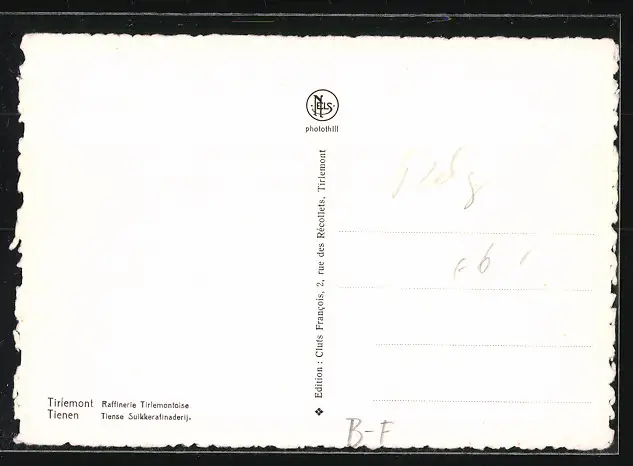 NELS
photothill
❖ Edition : Cluts François, 2, rue des Récollets, Tirlemont
Tirlemont Raffinerie Tirlemontoise
Tienen Tiense Suikkerafinaderij.
B-F